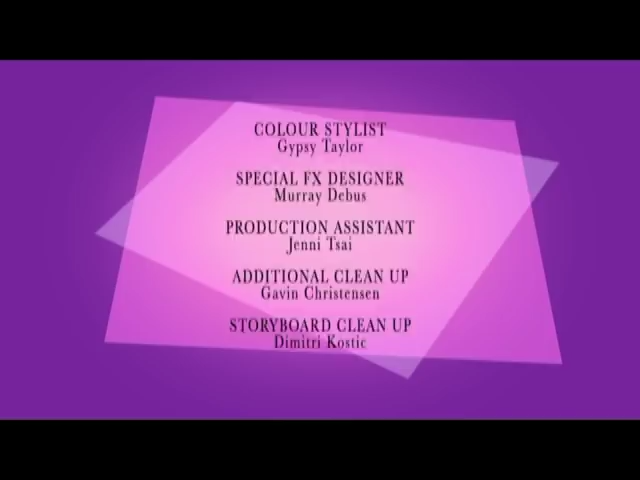 COLOUR STYLIST
Gypsy Taylor
SPECIAL FX DESIGNER
Murray Debus
PRODUCTION ASSISTANT
Jenni Tsai
ADDITIONAL CLEAN UP
Gavin Christensen
STORYBOARD CLEAN UP
Dimitri Kostic